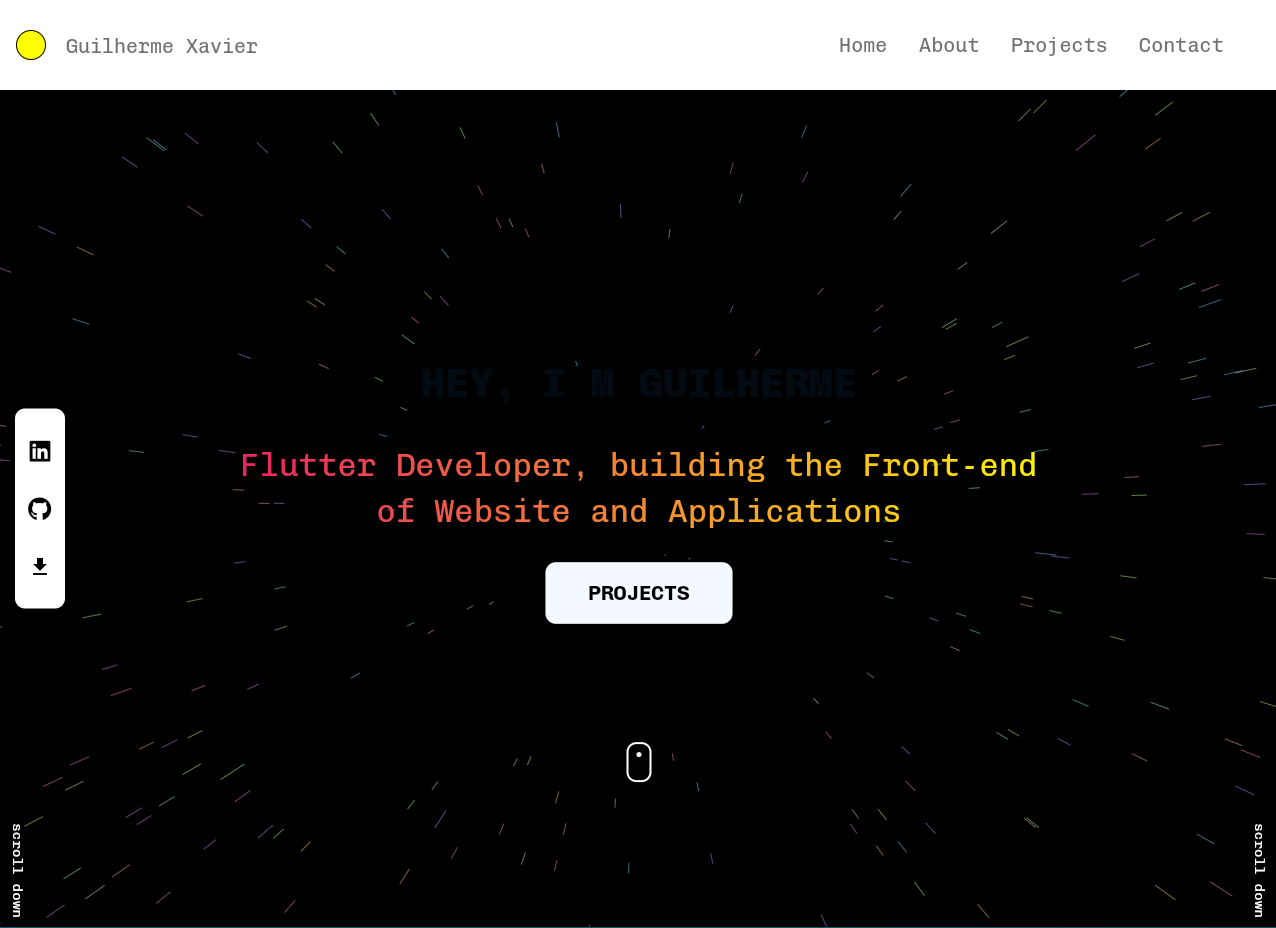 Guilherme Xavier
Home About Projects Contact
HEY, I´M GUILHERME
Flutter Developer, building the Front-end
of Website and Applications
PROJECTS
scroll down
scroll down